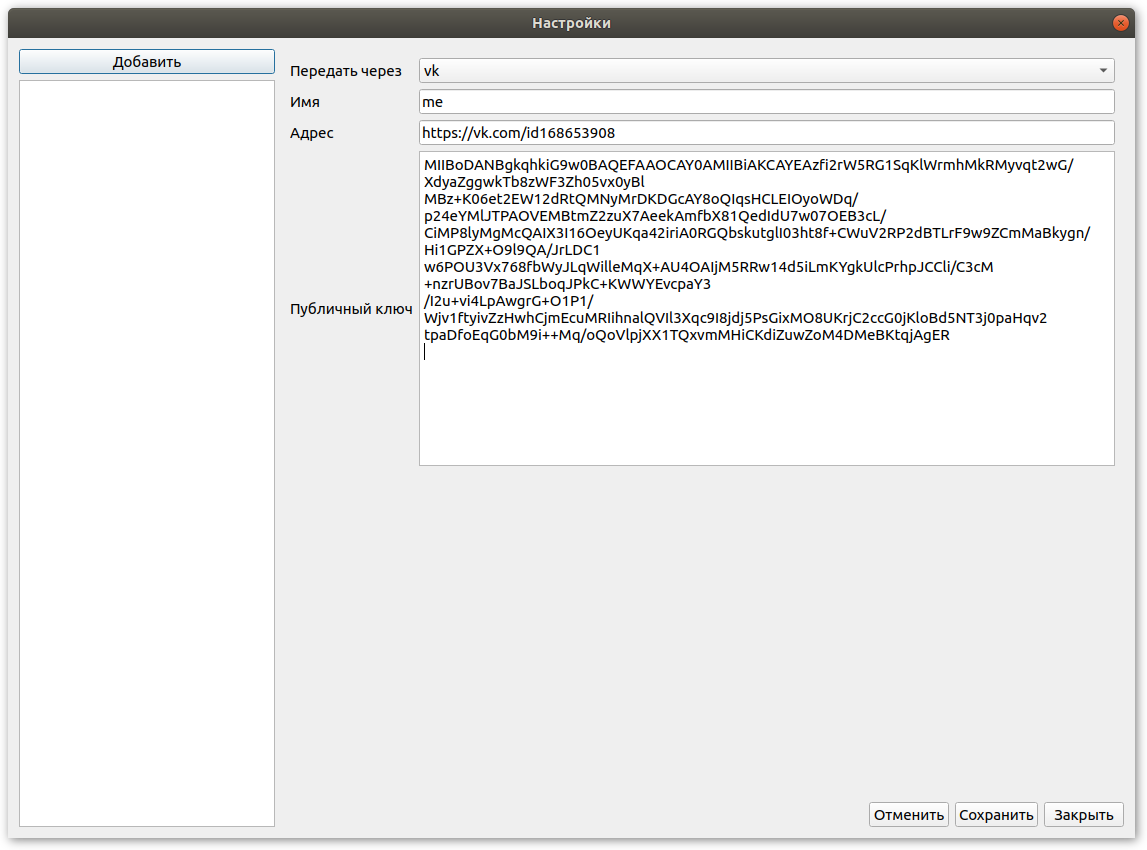 Настройки
Добавить
Передать через
vk
Имя
me
Адрес
https://vk.com/id168653908
Публичный ключ
MIIBoDANBgkqhkiG9w0BAQEFAAOCAY0AMIIBiAKCAYEAzfi2rW5RG1SqKlWrmhMkRMyvqt2wG/
XdyaZggwkTb8zWF3Zh05vx0yBl
MBz+K06et2EW12dRtQMNyMrDKDGcAY8oQIqsHCLEIOyoWDq/
p24eYMlJTPAOVEMBtmZ2zuX7AeekAmfbX81QedIdU7w07OEB3cL/
CiMP8lyMgMcQAIX3I16OeyUKqa42iriA0RGQbskutglI03ht8f+CWuV2RP2dBTLrF9w9ZCmMaBkygn/
Hi1GPZX+O9l9QA/JrLDC1
w6POU3Vx768fbWyJLqWilleMqX+AU4OAIjM5RRw14d5iLmKYgkUlcPrhpJCCli/C3cM
+nzrUBov7BaJSLboqJPkC+KWWYEvcpaY3
/I2u+vi4LpAwgrG+O1P1/
Wjv1ftyivZzHwhCjmEcuMRIihnalQVIl3Xqc9I8jdj5PsGixMO8UKrjC2ccG0jKloBd5NT3j0paHqv2
tpaDfoEqG0bM9i++Mq/oQoVlpjXX1TQxvmMHiCKdiZuwZoM4DMeBKtqjAgER
Отменить
Сохранить
Закрыть